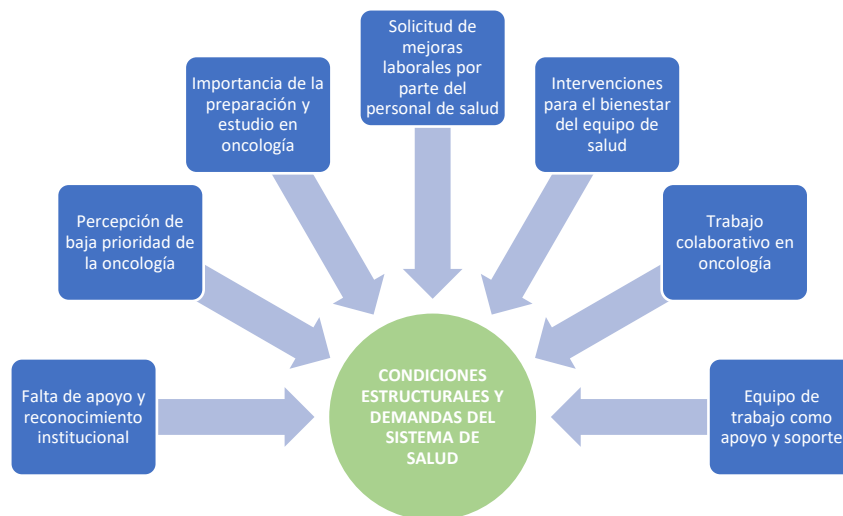 Solicitud de
mejoras
laborales por
parte del
personal de salud
Importancia de la
preparación y
estudio en
oncología
Intervenciones
para el bienestar
del equipo de
salud
Percepción de
baja prioridad de
la oncología
Trabajo
colaborativo en
oncología
Falta de apoyo y
reconocimiento
institucional
CONDICIONES
ESTRUCTURALES Y
DEMANDAS DEL
SISTEMA DE
SALUD
Equipo de
trabajo como
apoyo y soporte